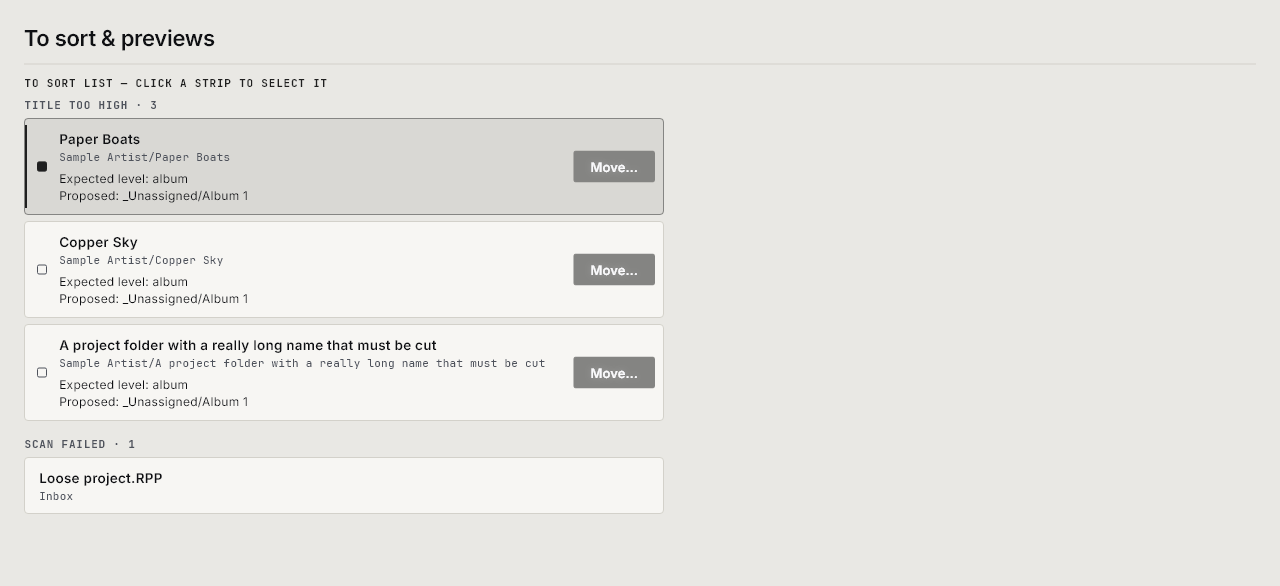 To sort & previews
TO SORT LIST — CLICK A STRIP TO SELECT IT
TITLE TOO HIGH · 3
Paper Boats
Sample Artist/Paper Boats
Expected level: album
Proposed: _Unassigned/Album 1
Move...
Copper Sky
Sample Artist/Copper Sky
Expected level: album
Proposed: _Unassigned/Album 1
Move...
A project folder with a really long name that must be cut
Sample Artist/A project folder with a really long name that must be cut
Expected level: album
Proposed: _Unassigned/Album 1
Move...
SCAN FAILED · 1
Loose project.RPP
Inbox